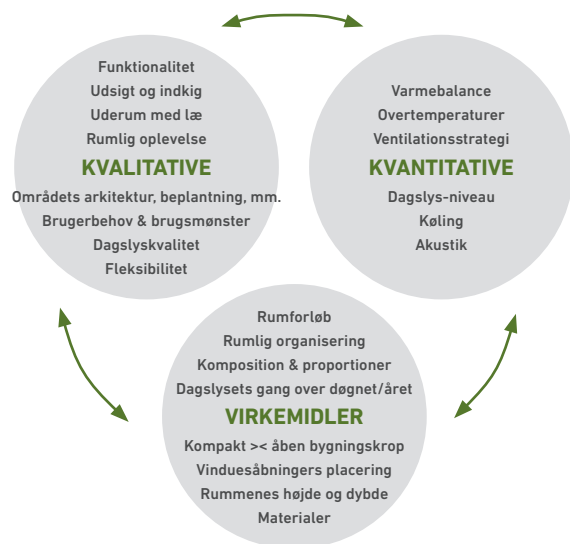 Funktionalitet
Udsigt og indkig
Uderum med læ
Rumlig oplevelse
KVALITATIVE
Områdets arkitektur, beplantning, mm.
Brugerbehov & brugsmønster
Dagslyskvalitet
Fleksibilitet
Varmebalance
Overtemperaturer
Ventilationsstrategi
KVANTITATIVE
Dagslys-niveau
Køling
Akustik
Rumforløb
Rumlig organisering
Komposition & proportioner
Dagslysets gang over døgnet/året
VIRKEMIDLER
Kompakt >< åben bygningskrop
Vinduesåbningers placering
Rummenes højde og dybde
Materialer